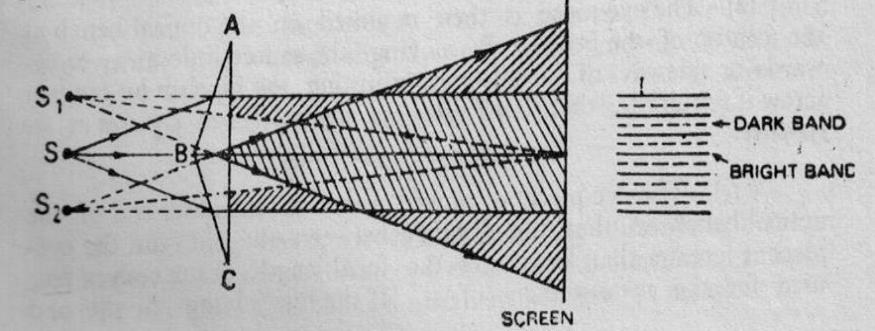 A
S1
S
B
S2
C
DARK BAND
BRIGHT BAND
SCREEN